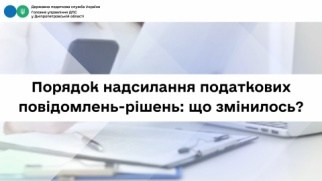 Державна податкова служба України
Головне управління ДПС
у Дніпропетровській області
Порядок надсилання податкових
повідомлень-рішень: що змінилось?